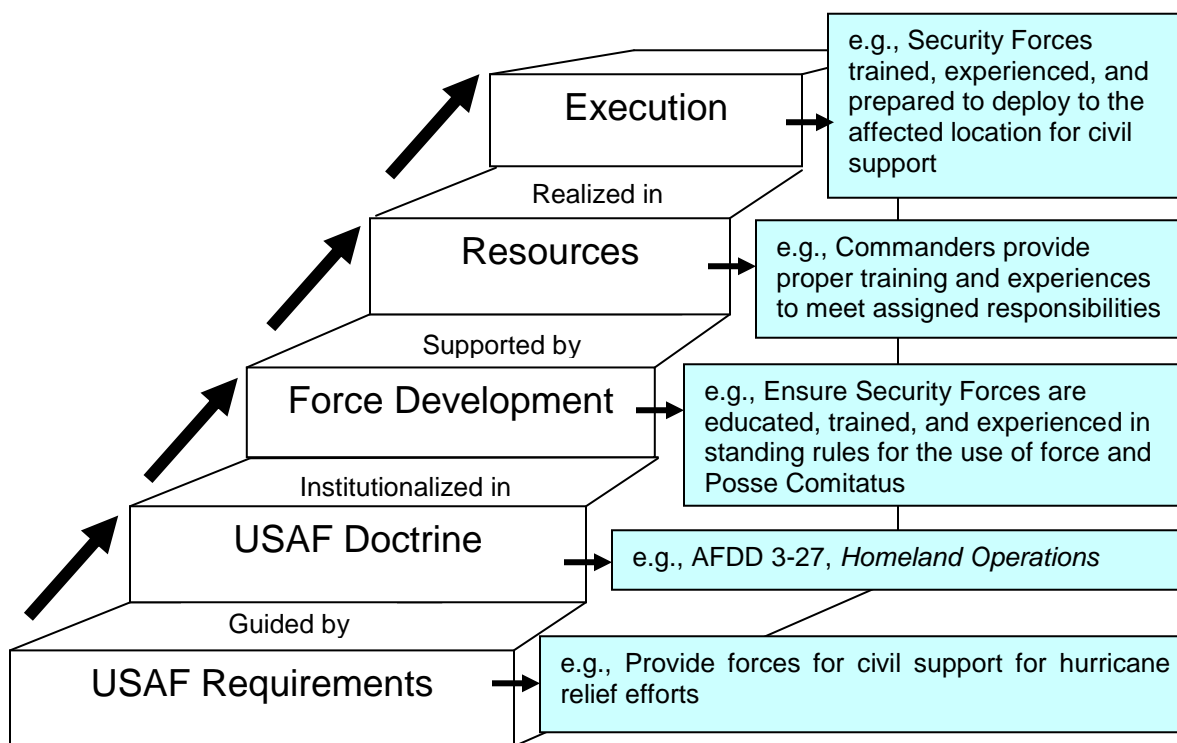 Execution
e.g., Security Forces
trained, experienced, and
prepared to deploy to the
affected location for civil
support
Realized in
Resources
e.g., Commanders provide
proper training and experiences
to meet assigned responsibilities
Supported by
Force Development
e.g., Ensure Security Forces are
educated, trained, and experienced in
standing rules for the use of force and
Posse Comitatus
Institutionalized in
USAF Doctrine
e.g., AFDD 3-27, Homeland Operations
Guided by
USAF Requirements
e.g., Provide forces for civil support for hurricane
relief efforts